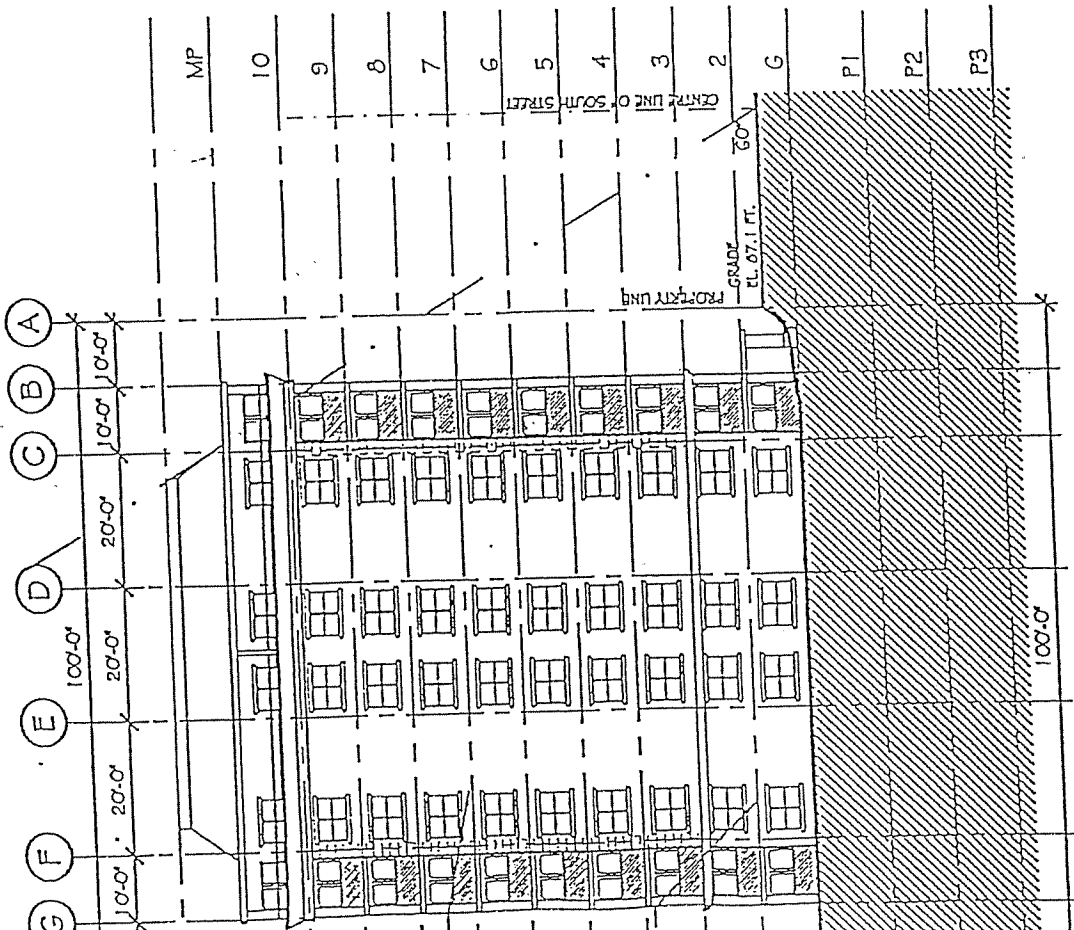 MP
10
9
8
7
6
5
4
3
2
G
P1
P2
P3
CENTRE LINE OF SOUTH STREET
60'
GRADE
EL. 87.1 FT.
PROPERTY LINE
A
B
C
D
E
F
G
100'-0"
10'-0"
10'-0"
20'-0"
20'-0"
20'-0"
10'-0"
100'-0"